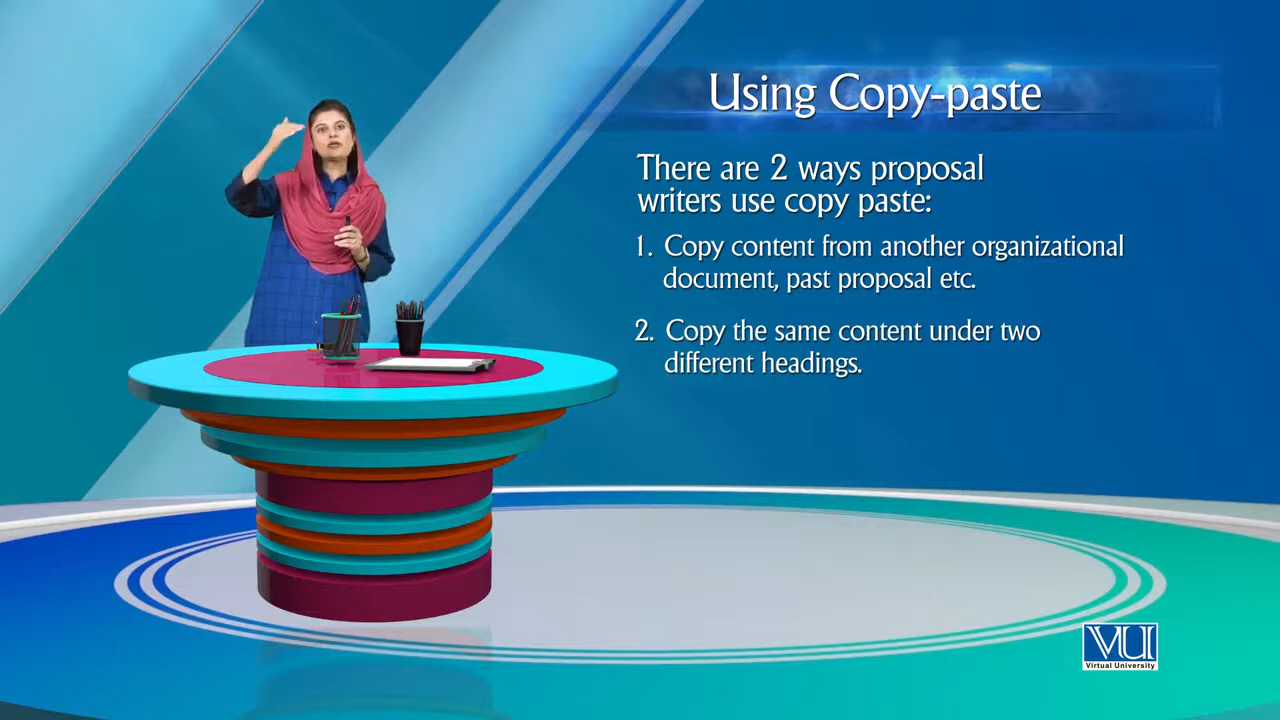 Using Copy-paste
There are 2 ways proposal
writers use copy paste:
1. Copy content from another organizational
document, past proposal etc.
2. Copy the same content under two
different headings.
VU
Virtual University